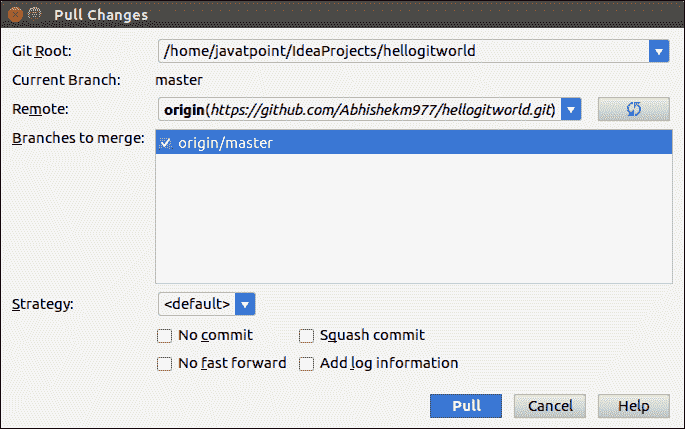 Pull Changes
Git Root: /home/javatpoint/IdeaProjects/hellogitworld
Current Branch: master
Remote: origin(https://github.com/Abhishekm977/hellogitworld.git)
Branches to merge: origin/master
Strategy: <default>
No commit Squash commit
No fast forward Add log information
Pull Cancel Help